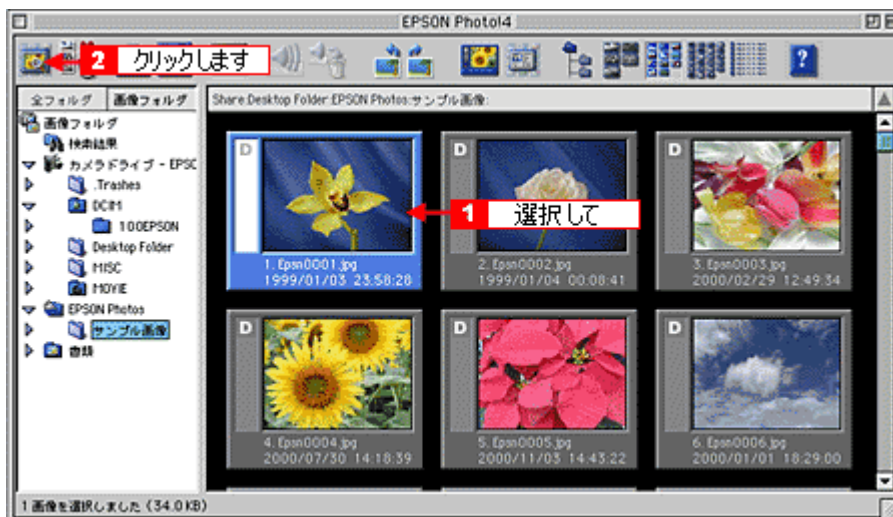 EPSON Photo!4
2 クリックします
?
全フォルダ 画像フォルダ
Share:Desktop Folder:EPSON Photos:サンプル画像:
画像フォルダ
検索結果
カメラドライブ - EPSC
.Trashes
DCIM
100EPSON
Desktop Folder
MISC
MOVIE
EPSON Photos
サンプル画像
書類
D
1 選択して
1. Epsn0001.jpg
1999/01/03 23:58:28
D
2. Epsn0002.jpg
1999/01/04 00:08:41
D
3. Epsn0003.jpg
2000/02/29 12:49:34
D
4. Epsn0004.jpg
2000/07/30 14:18:39
D
5. Epsn0005.jpg
2000/11/03 14:43:22
D
6. Epsn0006.jpg
2000/01/01 18:29:00
1 画像を選択しました (34.0KB)